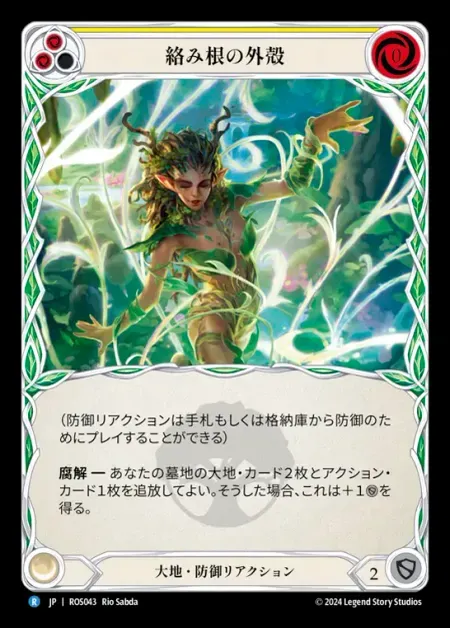 0
絡み根の外殻
(防御リアクションは手札もしくは格納庫から防御のた
めにプレイすることができる)
腐解 ー あなたの墓地の大地・カード2枚とアクション・
カード1枚を追放してよい。そうした場合、これは+1を
得る。
大地・防御リアクション
2
R JP | ROS043 Rio Sabda
© 2024 Legend Story Studios